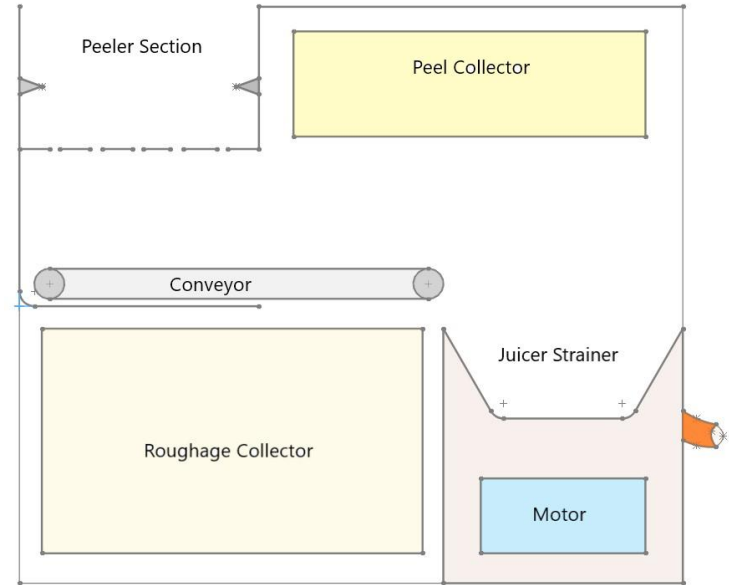 Peeler Section
Peel Collector
Conveyor
Juicer Strainer
Roughage Collector
Motor